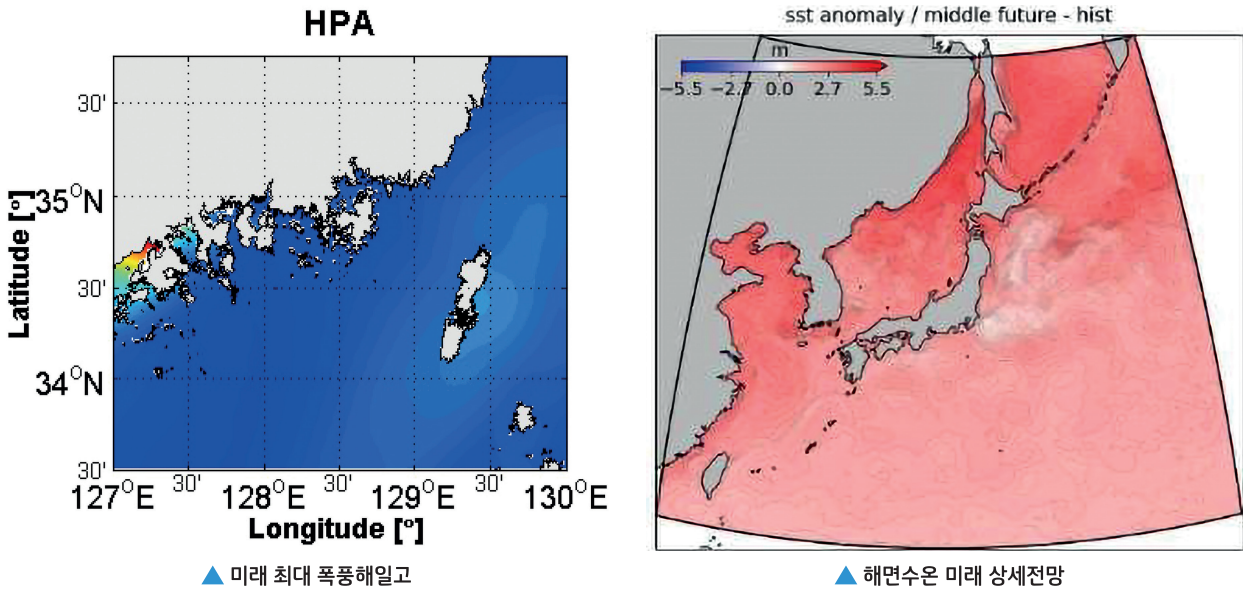 HPA
30'
35°N
30'
34°N
30'
127°E 30' 128°E 30' 129°E 30' 130°E
Latitude [º]
Longitude [º]
▲ 미래 최대 폭풍해일고
sst anomaly / middle future - hist
m
−5.5 −2.7 0.0 2.7 5.5
▲ 해면수온 미래 상세전망